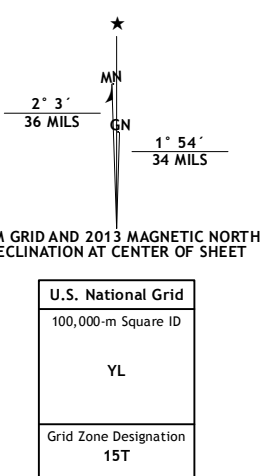 ★
MN
2° 3´
36 MILS
GN
1° 54´
34 MILS
M GRID AND 2013 MAGNETIC NORTH
ECLINATION AT CENTER OF SHEET
U.S. National Grid
100,000-m Square ID
YL
Grid Zone Designation
15T